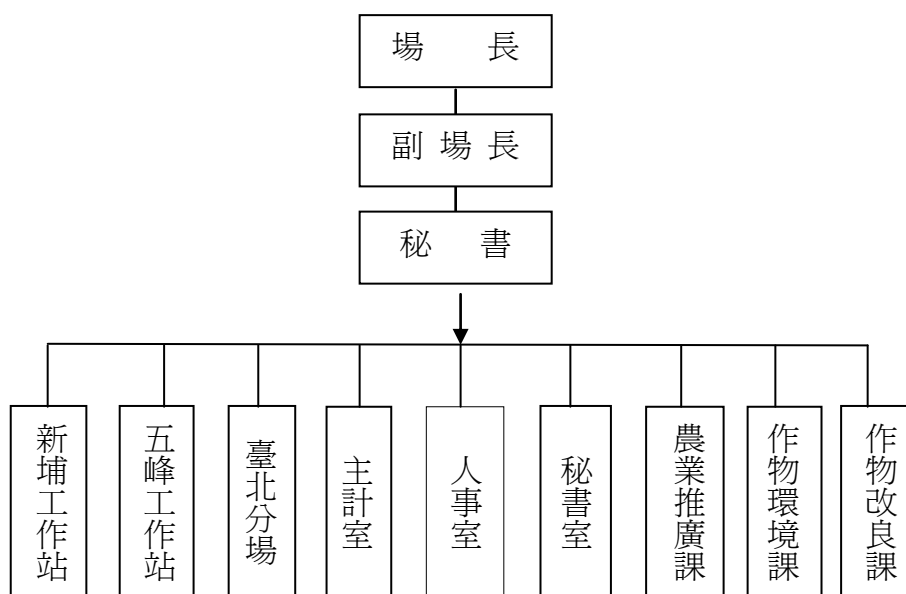 場長
副場長
秘書
新埔工作站
五峰工作站
臺北分場
主計室
人事室
秘書室
農業推廣課
作物環境課
作物改良課